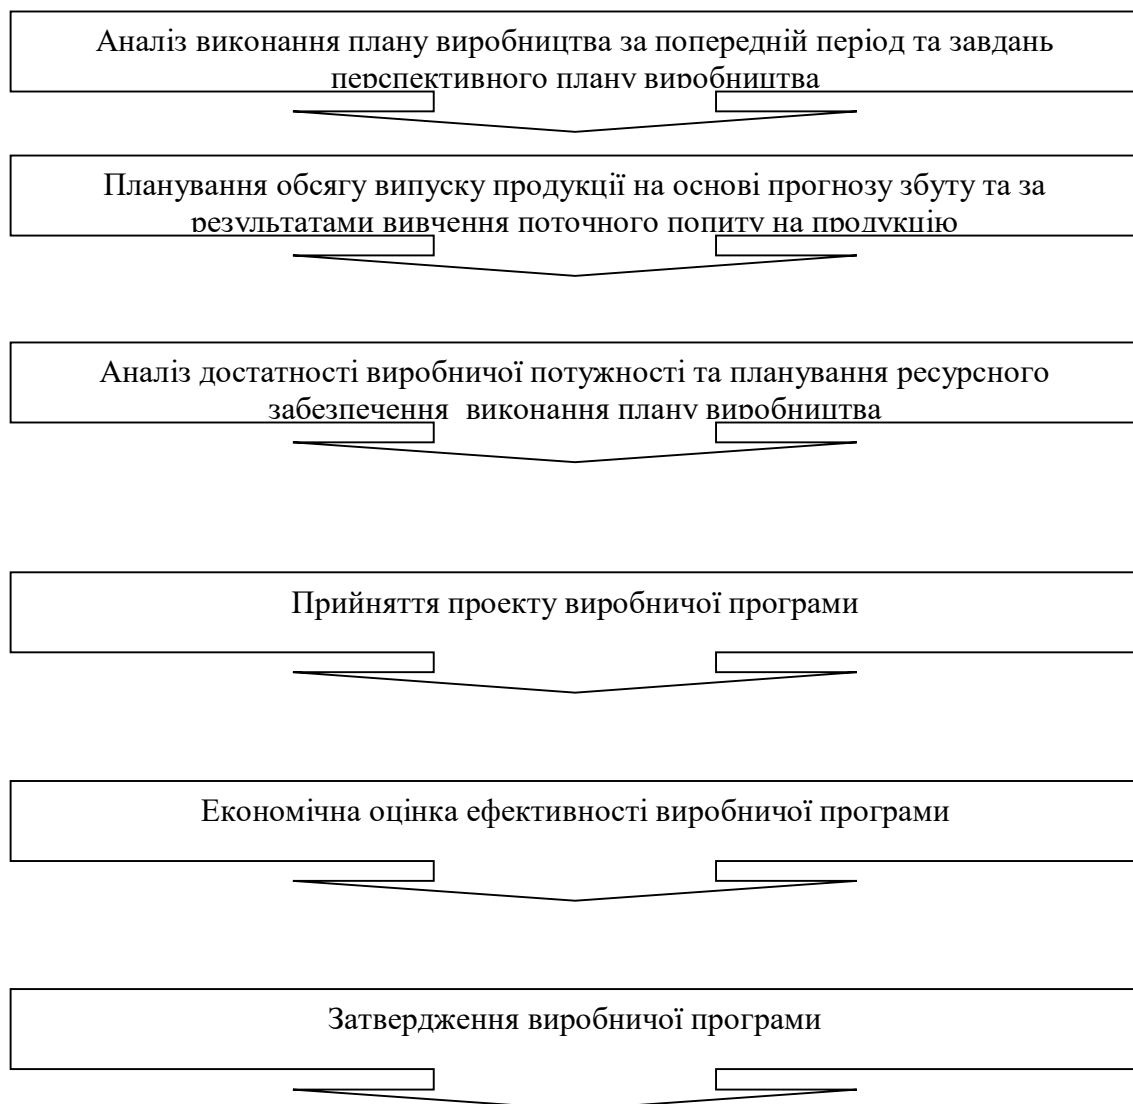 Аналіз виконання плану виробництва за попередній період та завдань
перспективного плану виробництва
Планування обсягу випуску продукції на основі прогнозу збуту та за
результатами вивчення поточного попиту на продукцію
Аналіз достатності виробничої потужності та планування ресурсного
забезпечення виконання плану виробництва
Прийняття проекту виробничої програми
Економічна оцінка ефективності виробничої програми
Затвердження виробничої програми